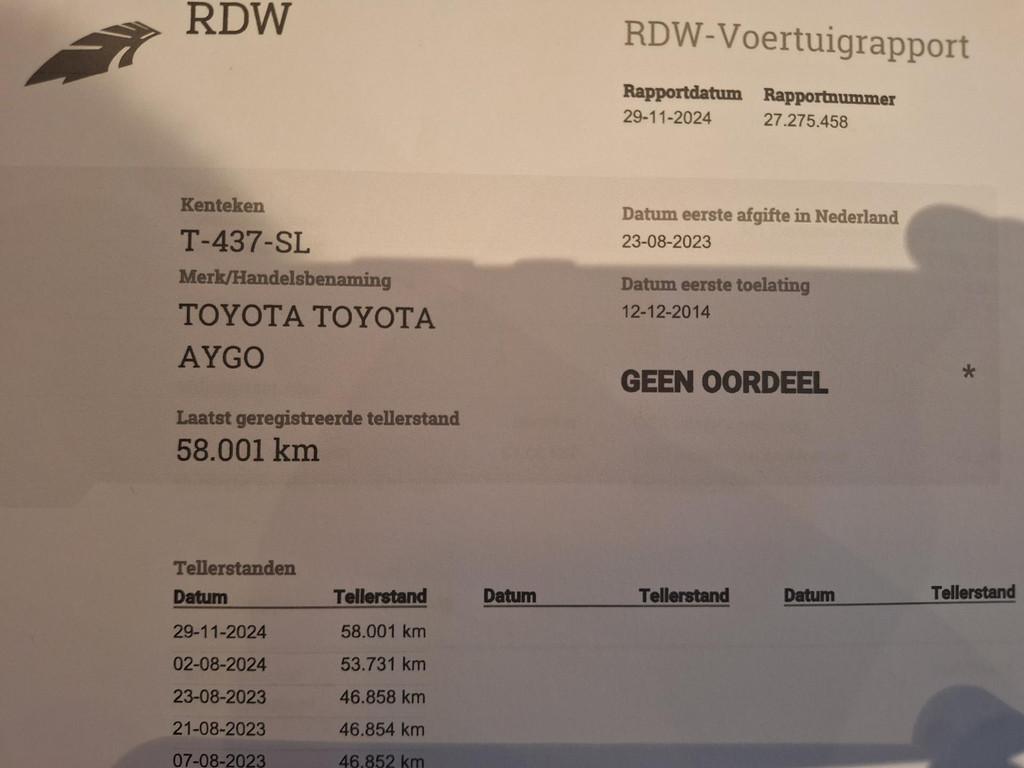 RDW
RDW-Voertuigrapport
Rapportdatum Rapportnummer
29-11-2024 27.275.458
Kenteken
T-437-SL
Merk/Handelsbenaming
TOYOTA TOYOTA
AYGO
Laatst geregistreerde tellerstand
58.001 km
Datum eerste afgifte in Nederland
23-08-2023
Datum eerste toelating
12-12-2014
GEEN OORDEEL *
Tellerstanden
Datum Tellerstand Datum Tellerstand Datum Tellerstand
29-11-2024 58.001 km
02-08-2024 53.731 km
23-08-2023 46.858 km
21-08-2023 46.854 km
07-08-2023 46.852 km